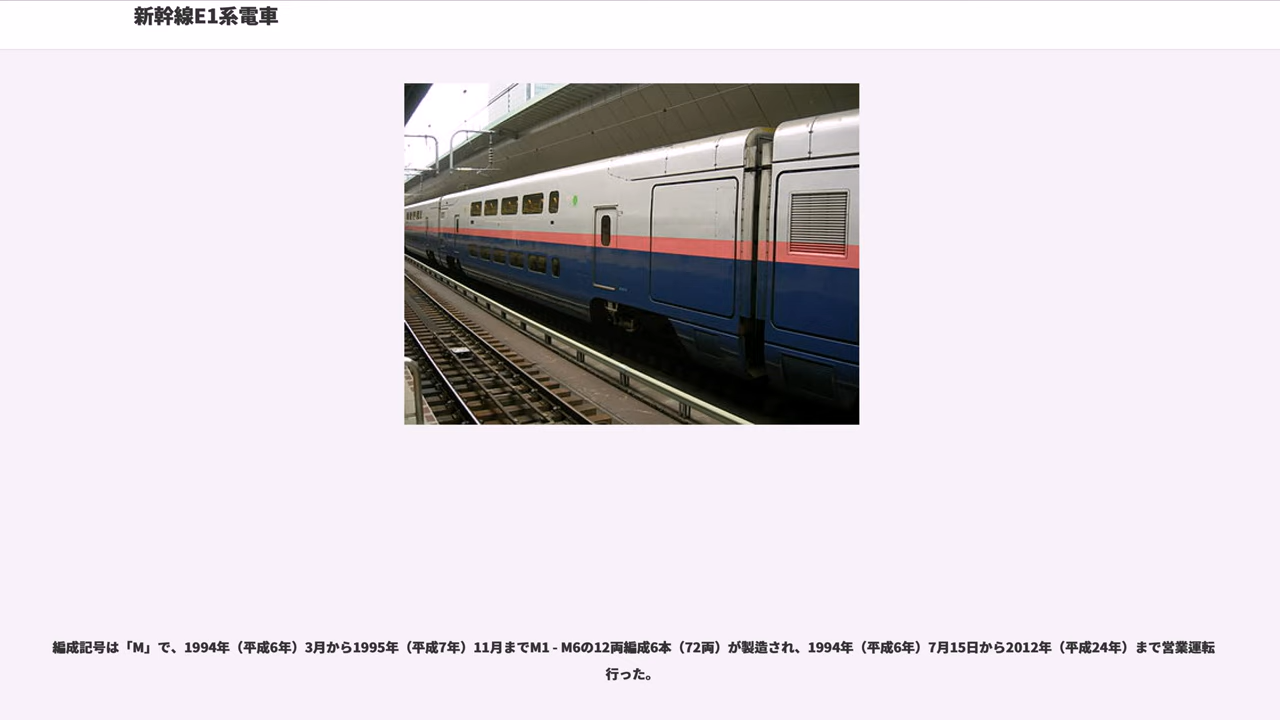 新幹線E1系電車
編成記号は「M」で、1994年（平成6年）3月から1995年（平成7年）11月までM1 - M6の12両編成6本（72両）が製造され、1994年（平成6年）7月15日から2012年（平成24年）まで営業運転
行った。